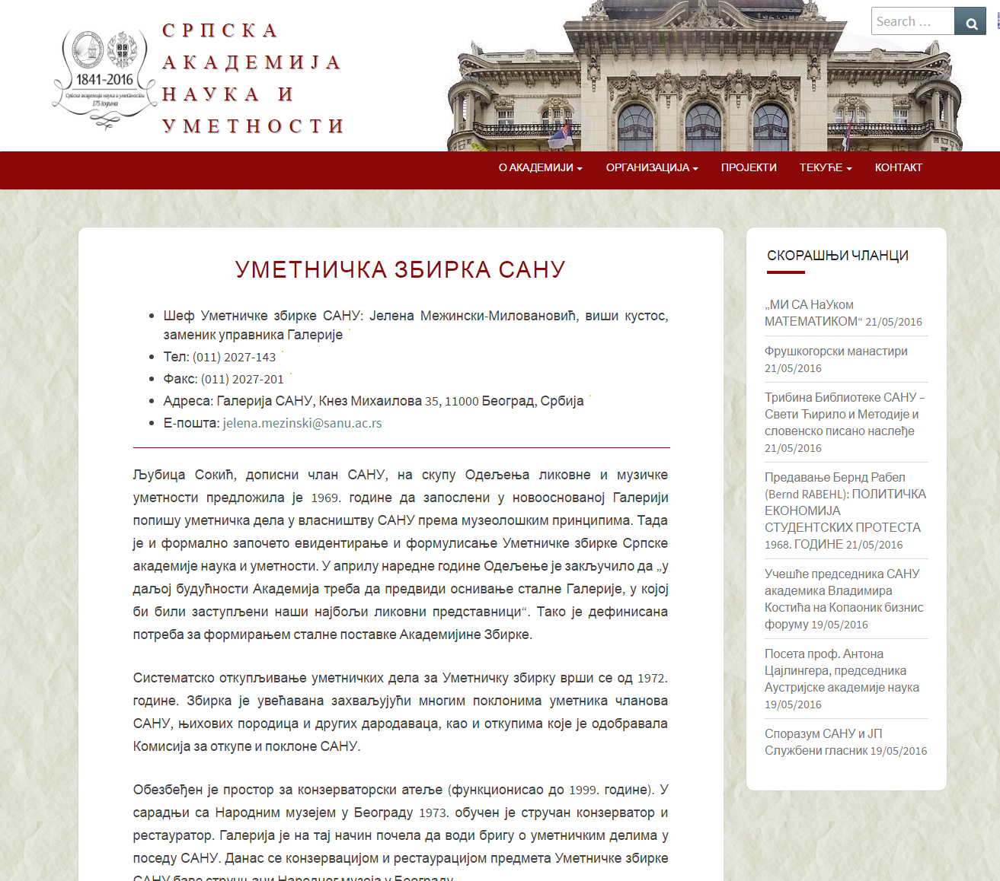 СРПСКА
АКАДЕМИЈА
НАУКА И
УМЕТНОСТИ
1841-2016
Српска академија наука и уметности
175 година
Search …
О АКАДЕМИЈИ
ОРГАНИЗАЦИЈА
ПРОЈЕКТИ
ТЕКУЋЕ
КОНТАКТ
УМЕТНИЧКА ЗБИРКА САНУ
Шеф Уметничке збирке САНУ: Јелена Межински-Миловановић, виши кустос,
заменик управника Галерије
Тел: (011) 2027-143
Факс: (011) 2027-201
Адреса: Галерија САНУ, Кнез Михаилова 35, 11000 Београд, Србија
Е-пошта: jelena.mezinski@sanu.ac.rs
Љубица Сокић, дописни члан САНУ, на скупу Одељења ликовне и музичке
уметности предложила је 1969. године да запослени у новооснованој Галерији
попишу уметничка дела у власништву САНУ према музеолошким принципима. Тада
је и формално започето евидентирање и формулисање Уметничке збирке Српске
академије наука и уметности. У априлу наредне године Одељење је закључило да „у
даљој будућности Академија треба да предвиди оснивање сталне Галерије, у којој
би били заступљени наши најбољи ликовни представници“. Тако је дефинисана
потреба за формирањем сталне поставке Академијине Збирке.
Систематско откупљивање уметничких дела за Уметничку збирку врши се од 1972.
године. Збирка је увећавана захваљујући многим поклонима уметника чланова
САНУ, њихових породица и других дародаваца, као и откупима које је одобравала
Комисија за откупе и поклоне САНУ.
Обезбеђен је простор за конзерваторски атеље (функционисао до 1999. године). У
сарадњи са Народним музејем у Београду 1973. обучен је стручан конзерватор и
рестауратор. Галерија је на тај начин почела да води бригу о уметничким делима у
поседу САНУ. Данас се конзервацијом и рестаурацијом предмета Уметничке збирке
САНУ баве стручњаци Народног музеја у Београду.
СКОРАШЊИ ЧЛАНЦИ
„МИ СА НаУком
МАТЕМАТИКОМ“ 21/05/2016
Фрушкогорски манастири
21/05/2016
Трибина Библиотеке САНУ –
Свети Ћирило и Методије и
словенско писано наслеђе
21/05/2016
Предавање Бернд Рабел
(Bernd RABEHL): ПОЛИТИЧКА
ЕКОНОМИЈА
СТУДЕНТСКИХ ПРОТЕСТА
1968. ГОДИНЕ 21/05/2016
Учешће председника САНУ
академика Владимира
Костића на Копаоник бизнис
форуму 19/05/2016
Посета проф. Антона
Цајлингера, председника
Аустријске академије наука
19/05/2016
Споразум САНУ и ЈП
Службени гласник 19/05/2016